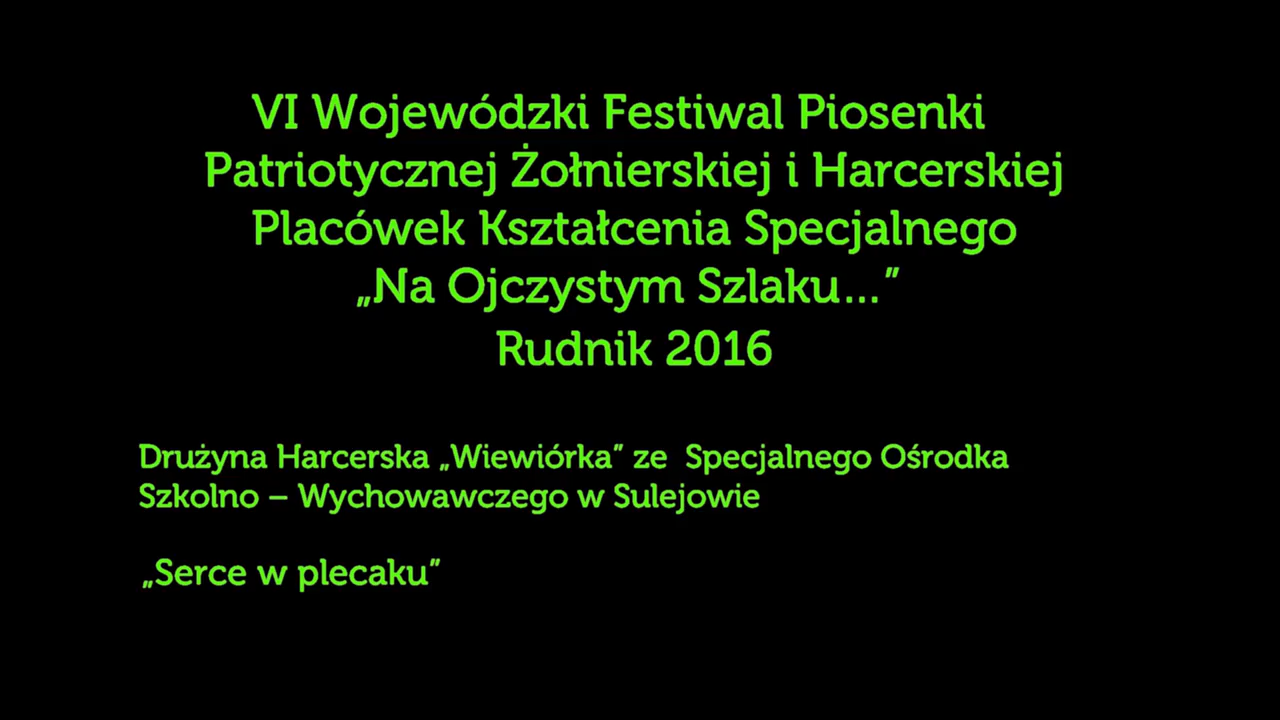 VI Wojewódzki Festiwal Piosenki
Patriotycznej Żołnierskiej i Harcerskiej
Placówek Kształcenia Specjalnego
„Na Ojczystym Szlaku...”
Rudnik 2016
Drużyna Harcerska „Wiewiórka” ze Specjalnego Ośrodka
Szkolno – Wychowawczego w Sulejowie
„Serce w plecaku”